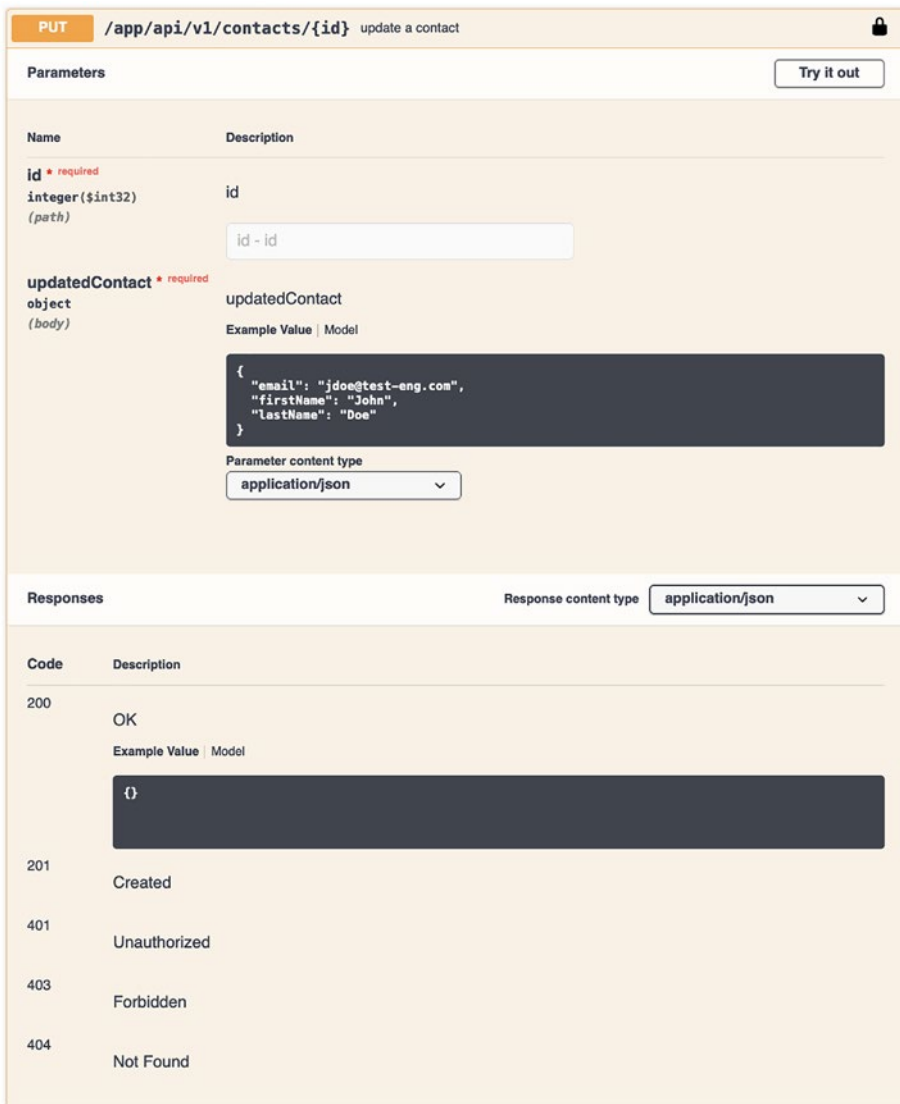 PUT /app/api/v1/contacts/{id} update a contact
Parameters Try it out
Name Description
id * required
integer($int32)
(path)
id
id - id
updatedContact * required
object
(body)
updatedContact
Example Value | Model
{
"email": "jdoe@test-eng.com",
"firstName": "John",
"lastName": "Doe"
}
Parameter content type
application/json
Responses Response content type application/json
Code Description
200
OK
Example Value | Model
{}
201
Created
401
Unauthorized
403
Forbidden
404
Not Found